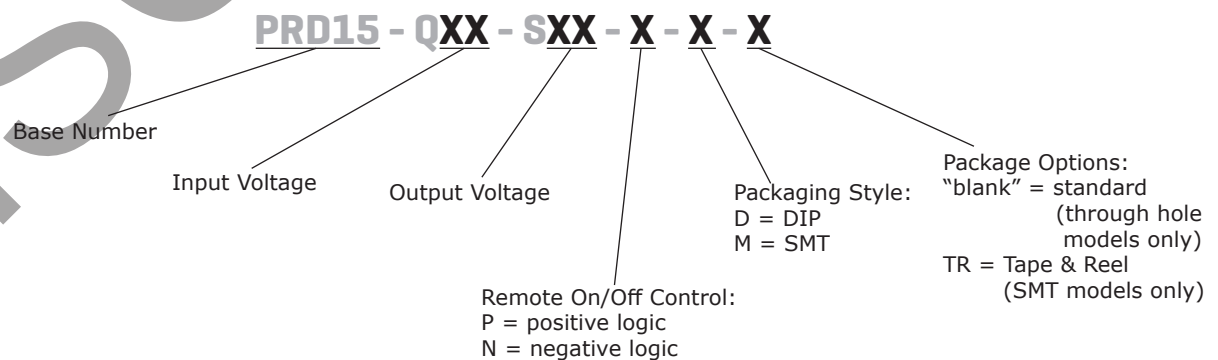 PRD15 - QXX - SXX - X - X - X
Base Number
Input Voltage
Output Voltage
Remote On/Off Control:
P = positive logic
N = negative logic
Packaging Style:
D = DIP
M = SMT
Package Options:
“blank” = standard
(through hole
models only)
TR = Tape & Reel
(SMT models only)